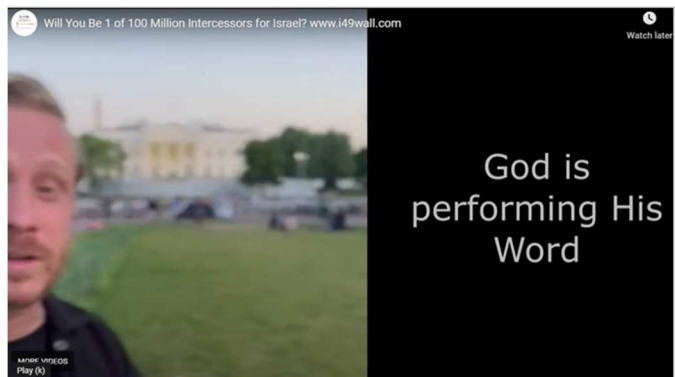 Will You Be 1 of 100 Million Intercessors for Israel? www.i49wall.com
Watch later
God is
performing His
Word
MORE VIDEOS
Play (k)